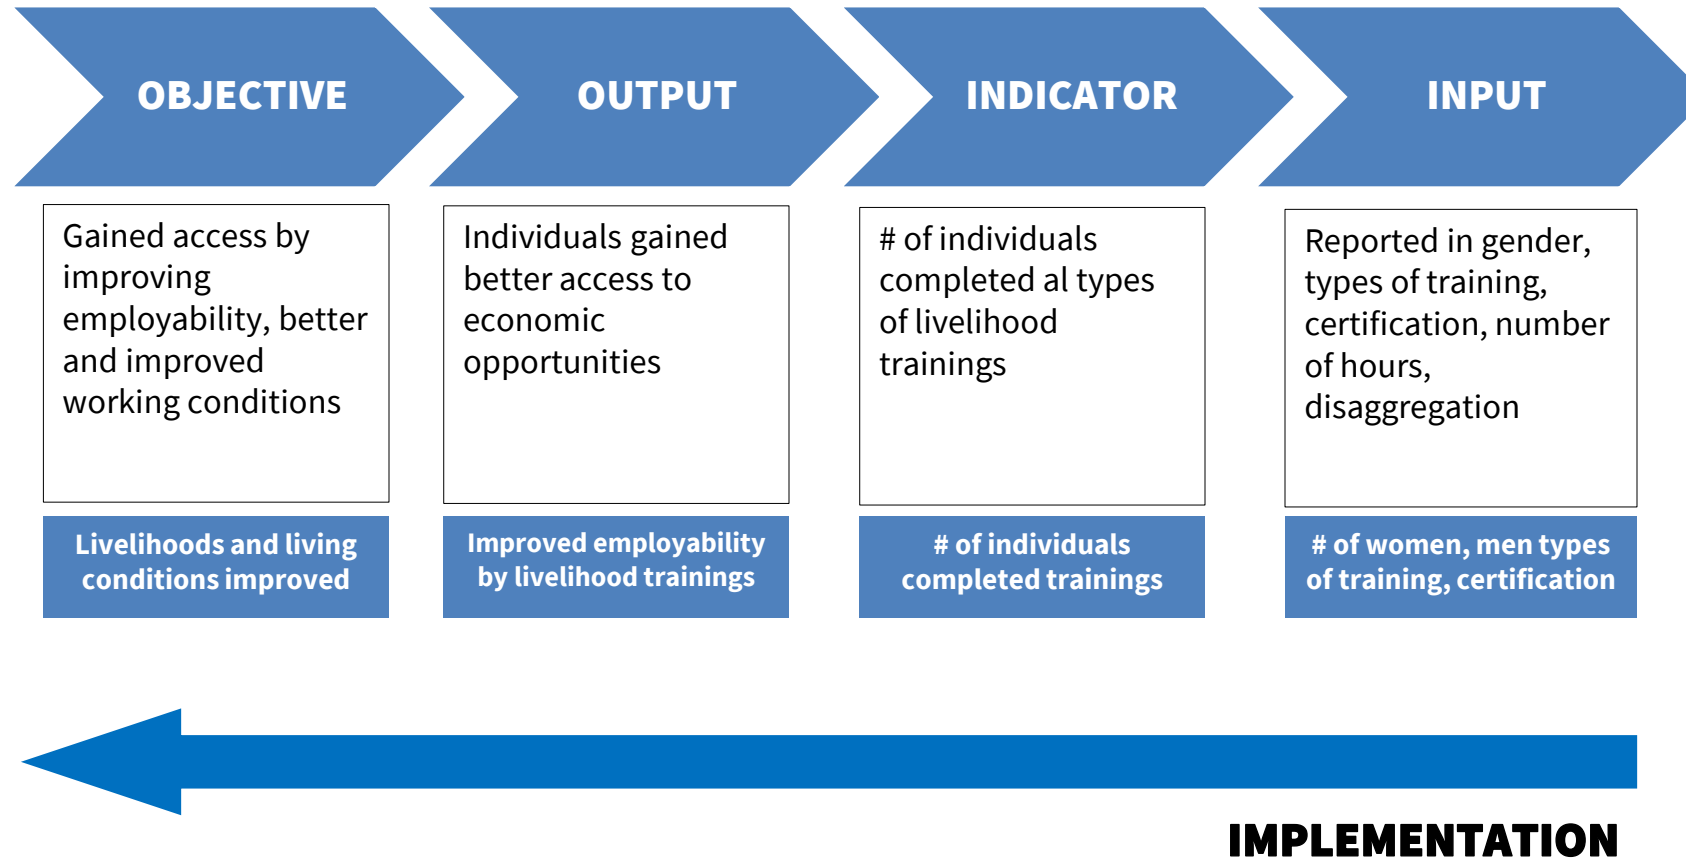 OBJECTIVE
OUTPUT
INDICATOR
INPUT
Gained access by
improving
employability, better
and improved
working conditions
Individuals gained
better access to
economic
opportunities
# of individuals
completed al types
of livelihood
trainings
Reported in gender,
types of training,
certification, number
of hours,
disaggregation
Livelihoods and living
conditions improved
Improved employability
by livelihood trainings
# of individuals
completed trainings
# of women, men types
of training, certification
IMPLEMENTATION